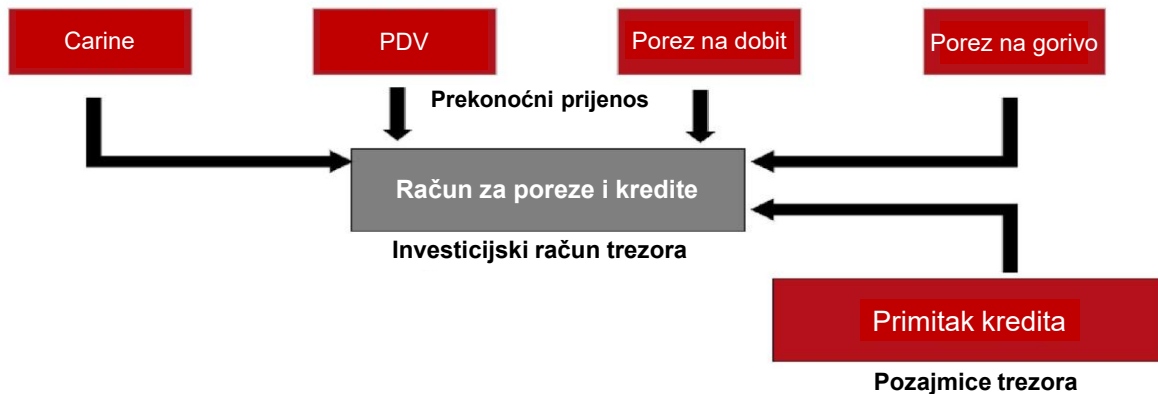 Carine
PDV
Porez na dobit
Porez na gorivo
Prekonoćni prijenos
Račun za poreze i kredite
Investicijski račun trezora
Primitak kredita
Pozajmice trezora